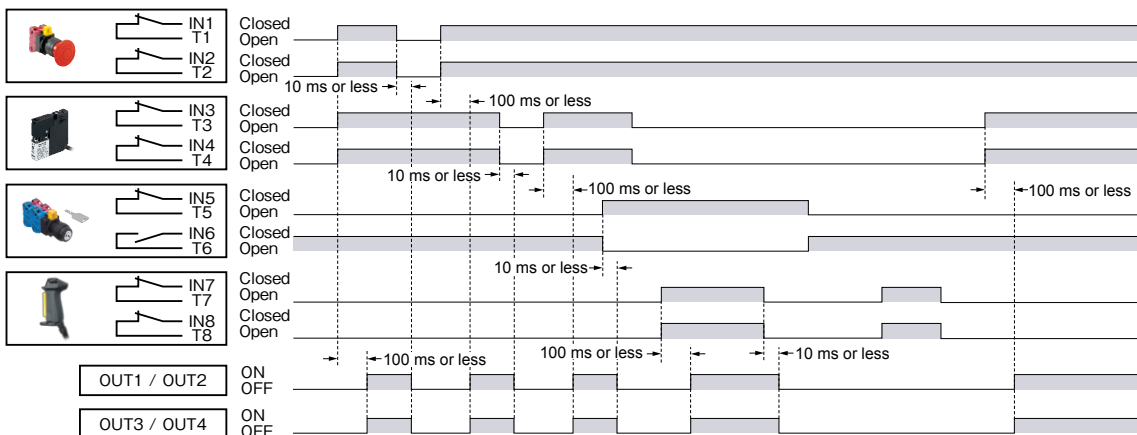 IN1 Closed
T1 Open
IN2 Closed
T2 Open
10 ms or less
100 ms or less
IN3 Closed
T3 Open
IN4 Closed
T4 Open
10 ms or less
100 ms or less
100 ms or less
IN5 Closed
T5 Open
IN6 Closed
T6 Open
10 ms or less
IN7 Closed
T7 Open
IN8 Closed
T8 Open
100 ms or less
100 ms or less
10 ms or less
OUT1 / OUT2 ON
OFF
OUT3 / OUT4 ON
OFF